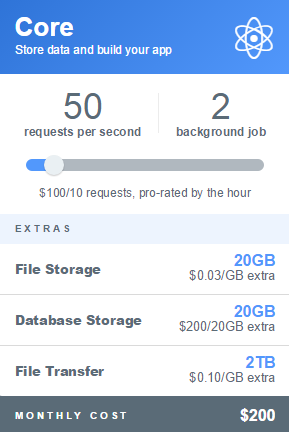 Core
Store data and build your app
50
requests per second
2
background job
$100/10 requests, pro-rated by the hour
EXTRAS
File Storage
20GB
$0.03/GB extra
Database Storage
20GB
$200/20GB extra
File Transfer
2TB
$0.10/GB extra
MONTHLY COST
$200